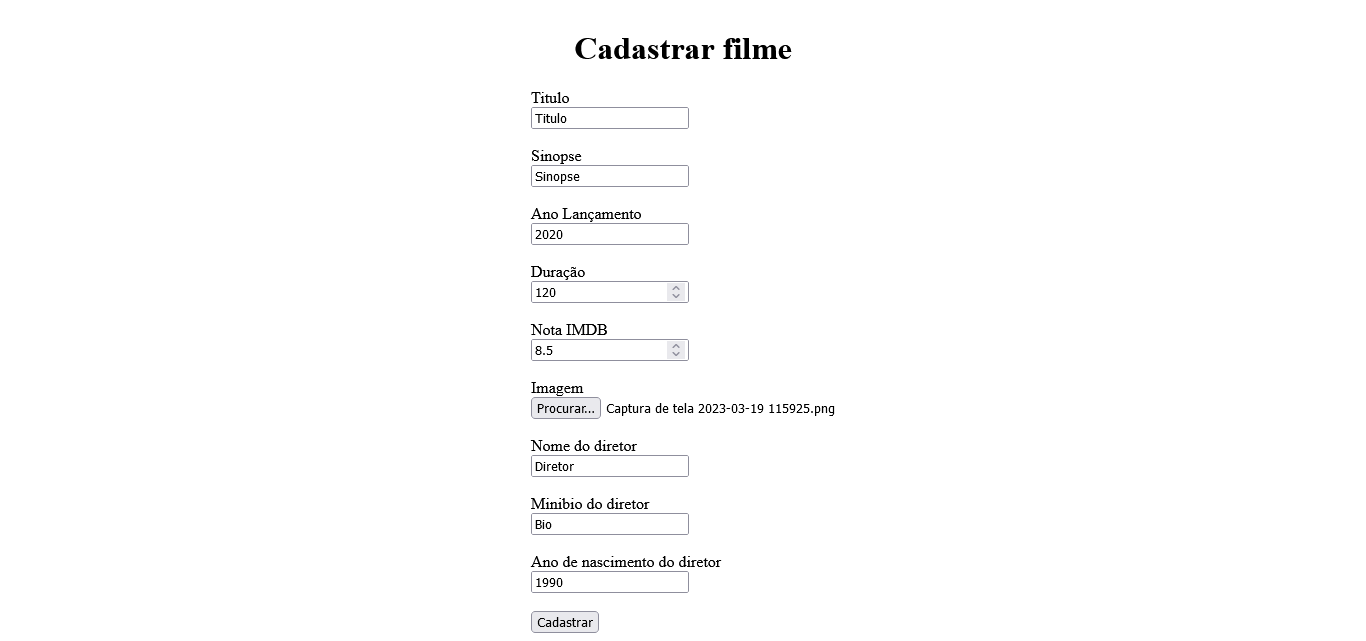 Cadastrar filme
Titulo
Titulo
Sinopse
Sinopse
Ano Lançamento
2020
Duração
120
Nota IMDB
8.5
Imagem
Procurar... Captura de tela 2023-03-19 115925.png
Nome do diretor
Diretor
Minibio do diretor
Bio
Ano de nascimento do diretor
1990
Cadastrar